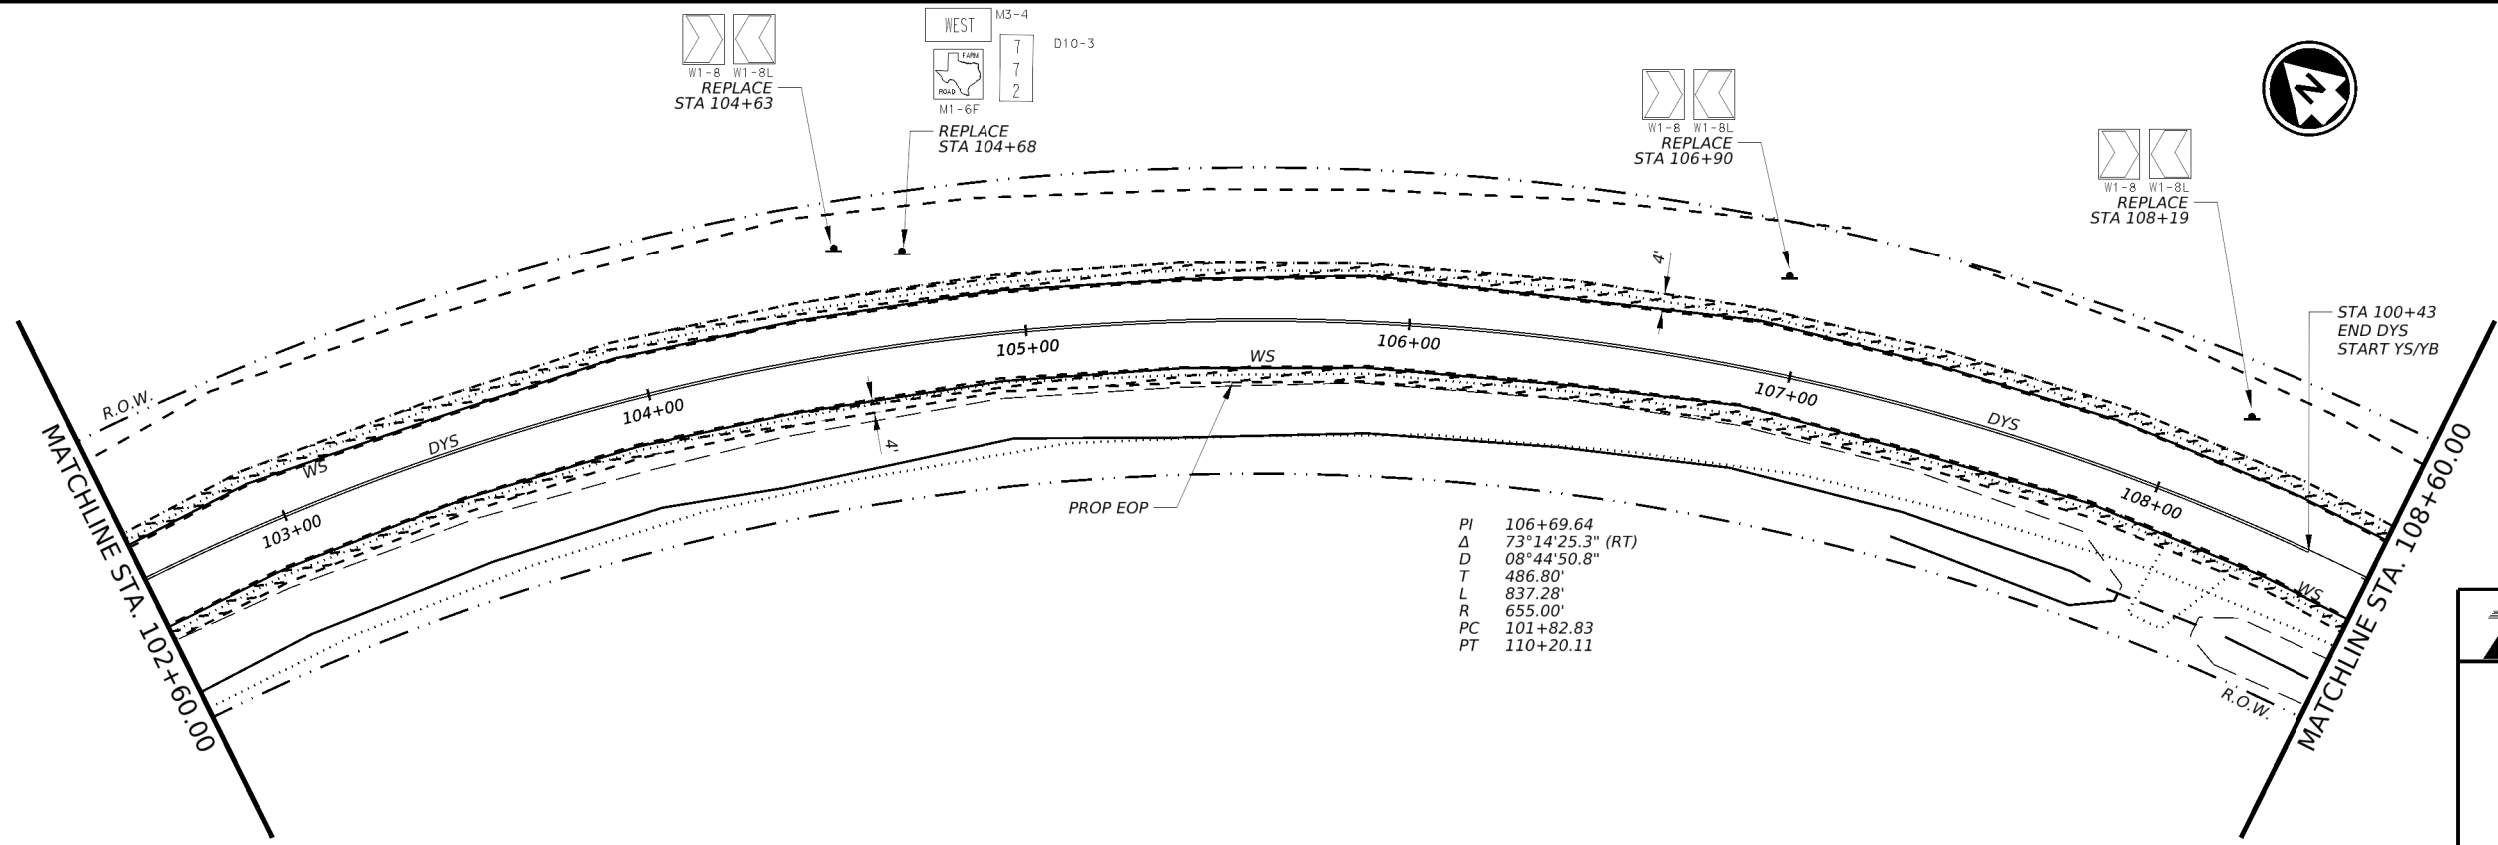 W1-8 W1-8L
REPLACE
STA 104+63
WEST
M3-4
FARM
ROAD
M1-6F
7
7
2
D10-3
REPLACE
STA 104+68
W1-8 W1-8L
REPLACE
STA 106+90
W1-8 W1-8L
REPLACE
STA 108+19
N
STA 100+43
END DYS
START YS/YB
R.O.W.
MATCHLINE STA. 102+60.00
WS
DYS
103+00
104+00
105+00
WS
106+00
107+00
DYS
108+00
WS
4'
4'
PROP EOP
PI 106+69.64
Δ 73°14'25.3" (RT)
D 08°44'50.8"
T 486.80'
L 837.28'
R 655.00'
PC 101+82.83
PT 110+20.11
R.O.W.
MATCHLINE STA. 108+60.00